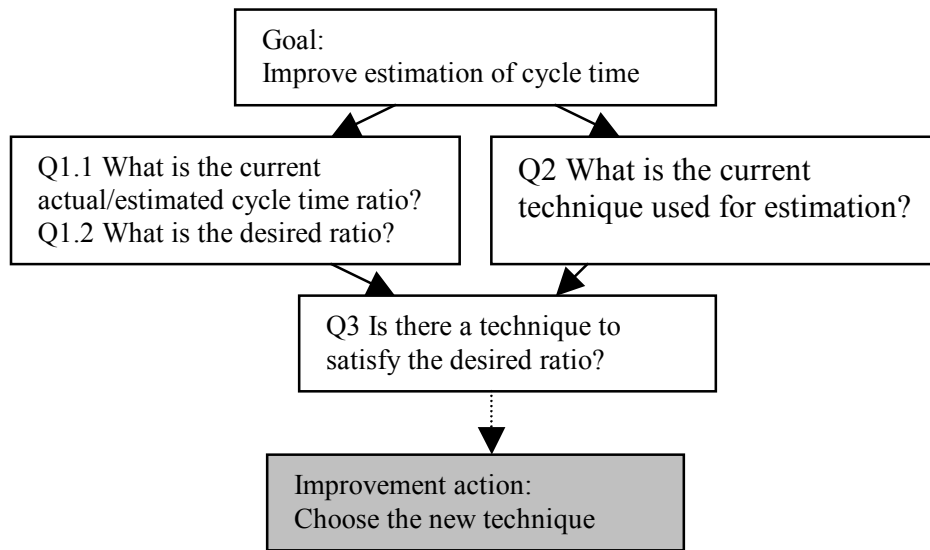 Goal:
Improve estimation of cycle time
Q1.1 What is the current
actual/estimated cycle time ratio?
Q1.2 What is the desired ratio?
Q2 What is the current
technique used for estimation?
Q3 Is there a technique to
satisfy the desired ratio?
Improvement action:
Choose the new technique